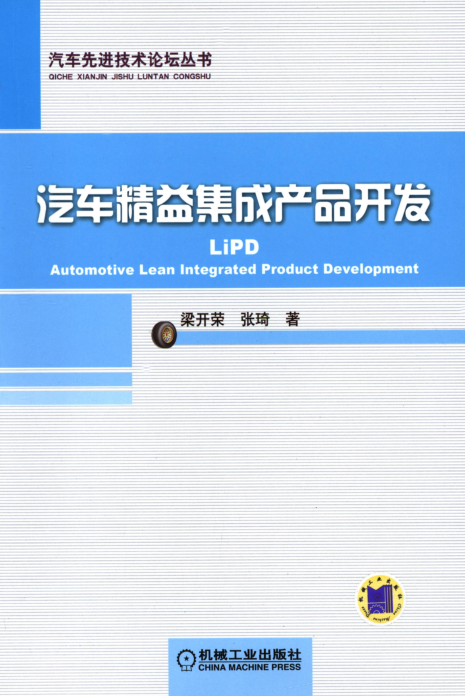 汽车先进技术论坛丛书
QICHE XIANJIN JISHU LUNTAN CONGSHU
汽车精益集成产品开发
LiPD
Automotive Lean Integrated Product Development
梁开荣 张琦 著
机械工业出版社
CHINA MACHINE PRESS